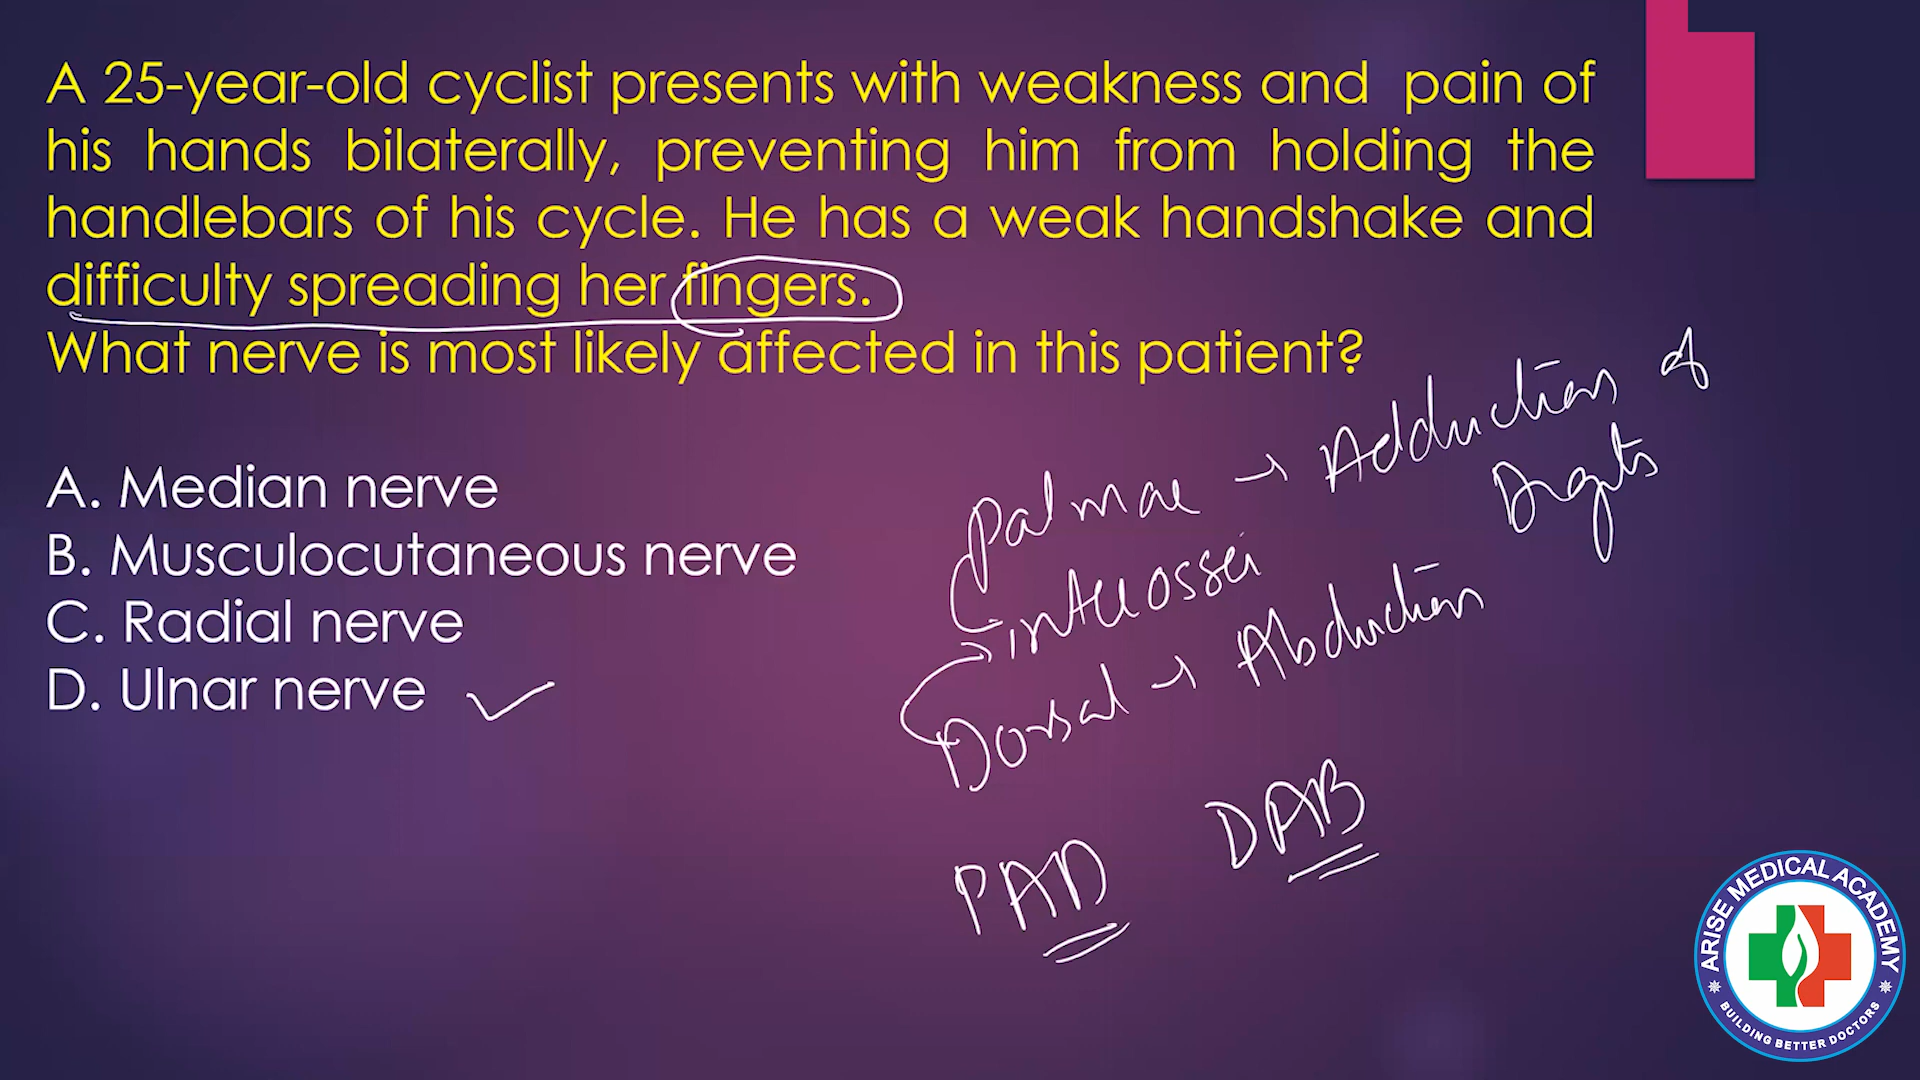 A 25-year-old cyclist presents with weakness and pain of
his hands bilaterally, preventing him from holding the
handlebars of his cycle. He has a weak handshake and
difficulty spreading her fingers.
What nerve is most likely affected in this patient?
A. Median nerve
B. Musculocutaneous nerve
C. Radial nerve
D. Ulnar nerve
Palmar → Adduction of
Digits
interossei
Dorsal → Abduction
PAD DAB
ARISE MEDICAL ACADEMY
BUILDING BETTER DOCTORS